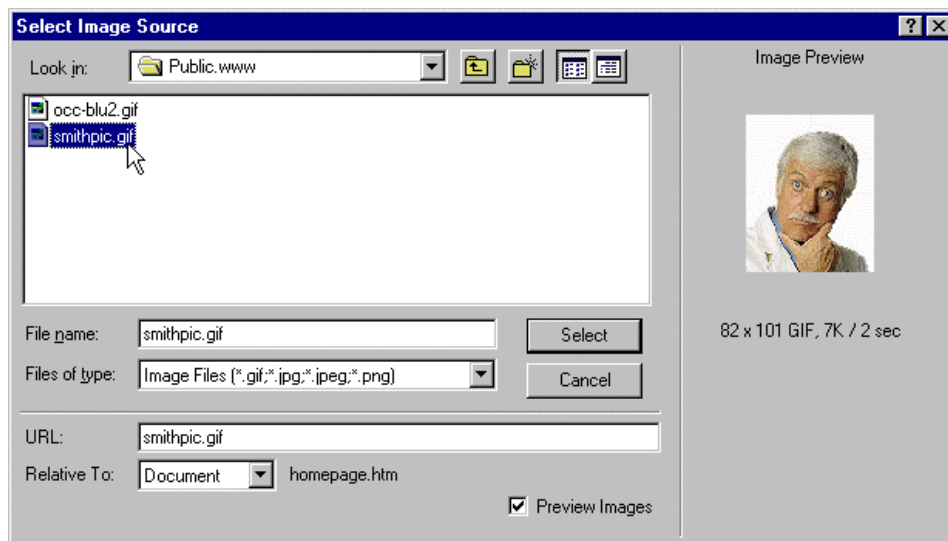 Select Image Source
Look in: Public.www
Image Preview
occ-blu2.gif
smithpic.gif
File name: smithpic.gif Select
82 x 101 GIF, 7K / 2 sec
Files of type: Image Files (*.gif;*.jpg;*.jpeg;*.png) Cancel
URL: smithpic.gif
Relative To: Document homepage.htm
Preview Images